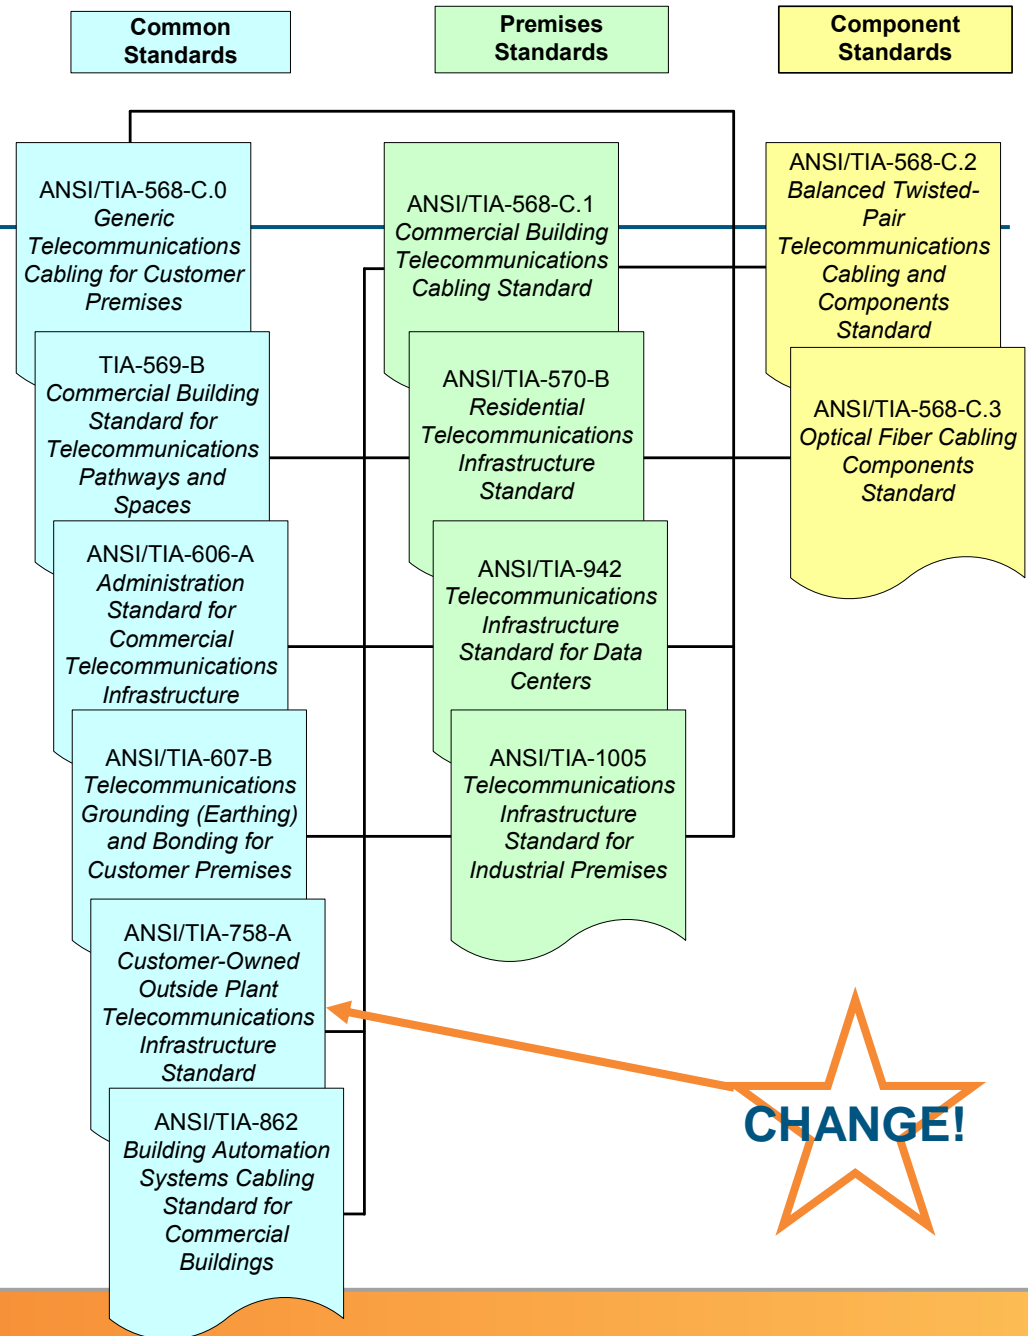 Common
Standards
Premises
Standards
Component
Standards
ANSI/TIA-568-C.0
Generic
Telecommunications
Cabling for Customer
Premises
TIA-569-B
Commercial Building
Standard for
Telecommunications
Pathways and
Spaces
ANSI/TIA-606-A
Administration
Standard for
Commercial
Telecommunications
Infrastructure
ANSI/TIA-607-B
Telecommunications
Grounding (Earthing)
and Bonding for
Customer Premises
ANSI/TIA-758-A
Customer-Owned
Outside Plant
Telecommunications
Infrastructure
Standard
ANSI/TIA-862
Building Automation
Systems Cabling
Standard for
Commercial
Buildings
ANSI/TIA-568-C.1
Commercial Building
Telecommunications
Cabling Standard
ANSI/TIA-570-B
Residential
Telecommunications
Infrastructure
Standard
ANSI/TIA-942
Telecommunications
Infrastructure
Standard for Data
Centers
ANSI/TIA-1005
Telecommunications
Infrastructure
Standard for
Industrial Premises
ANSI/TIA-568-C.2
Balanced Twisted-
Pair
Telecommunications
Cabling and
Components
Standard
ANSI/TIA-568-C.3
Optical Fiber Cabling
Components
Standard
CHANGE!